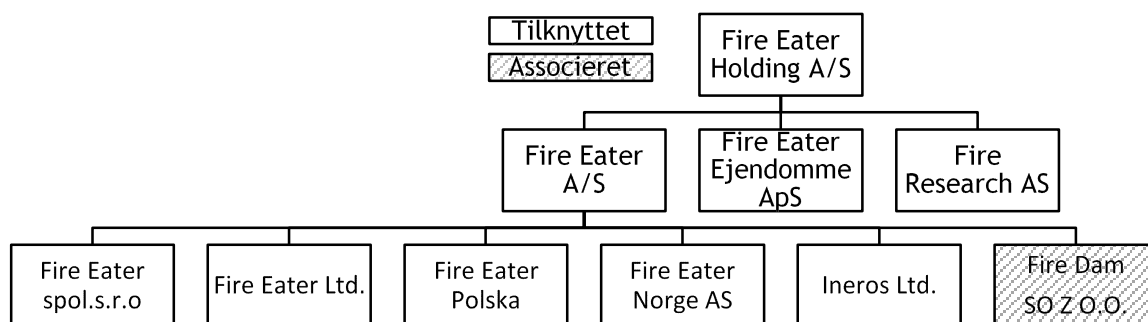 Tilknyttet
Associeret
Fire Eater
Holding A/S
Fire Eater
A/S
Fire Eater
Ejendomme
ApS
Fire
Research AS
Fire Eater
spol.s.r.o
Fire Eater Ltd.
Fire Eater
Polska
Fire Eater
Norge AS
Ineros Ltd.
Fire Dam
SO Z O.O.